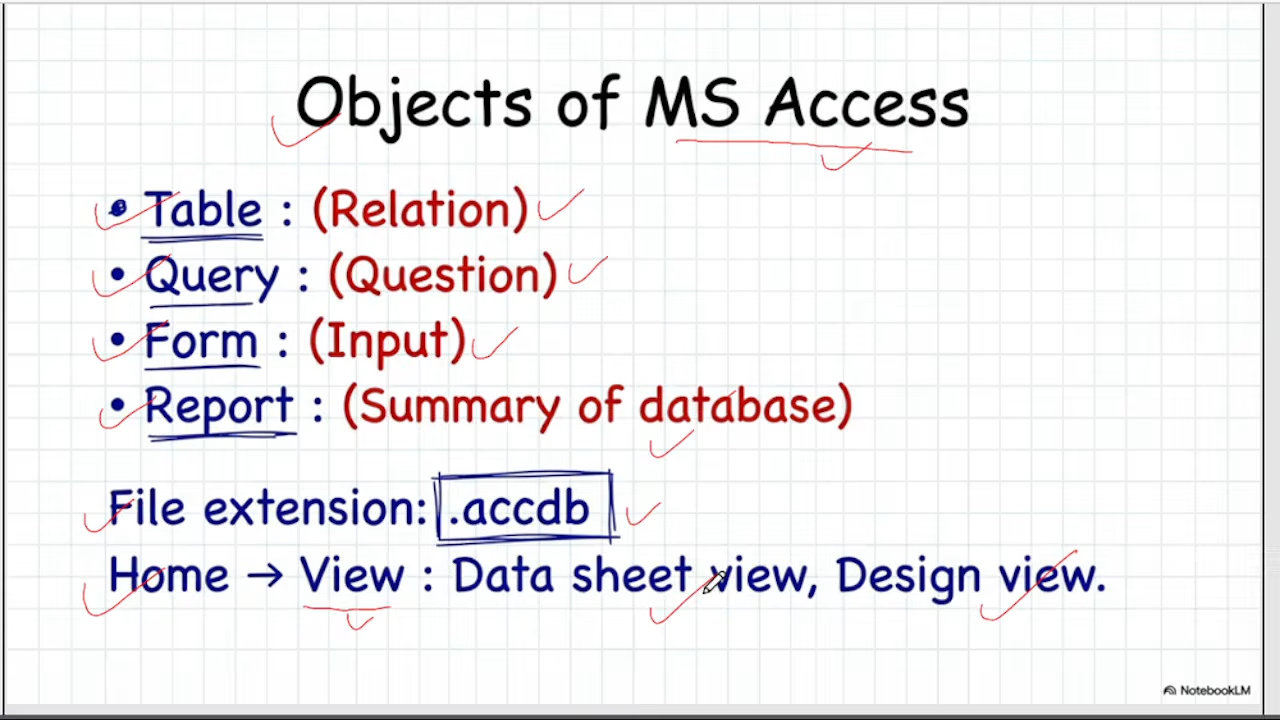 Objects of MS Access
• Table : (Relation)
• Query : (Question)
• Form : (Input)
• Report : (Summary of database)
File extension: .accdb
Home → View : Data sheet view, Design view.
NotebookLM